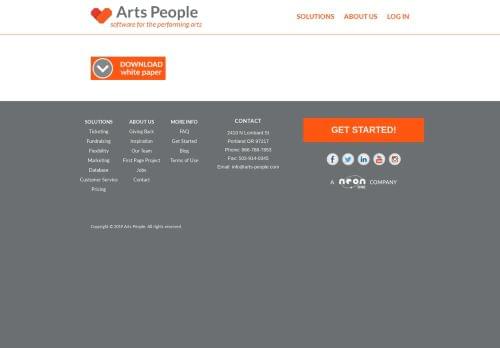 Arts People
software for the performing arts
SOLUTIONS ABOUT US LOG IN
DOWNLOAD
white paper
SOLUTIONS
Ticketing
Fundraising
Flexibility
Marketing
Database
Customer Service
Pricing
ABOUT US
Giving Back
Inspiration
Our Team
First Page Project
Jobs
Contact
MORE INFO
FAQ
Get Started
Blog
Terms of Use
CONTACT
2410 N Lombard St
Portland OR 97217
Phone: 866-788-7953
Fax: 503-914-0345
Email: info@arts-people.com
GET STARTED!
A neon one COMPANY
Copyright © 2019 Arts People. All rights reserved.